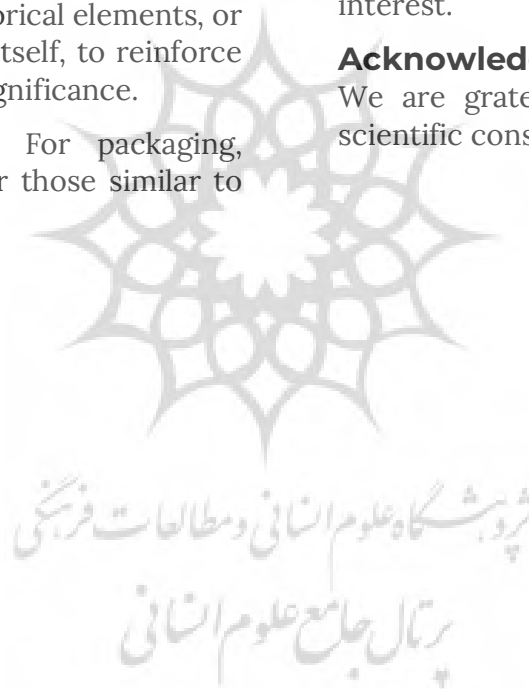 orical elements, or
tself, to reinforce
gnificance.
For packaging,
r those similar to
interest.
Acknowled
We are grate
scientific cons
پژوهشگاه علوم انسانی و مطالعات فرهنگی
پرتال جامع علوم انسانی